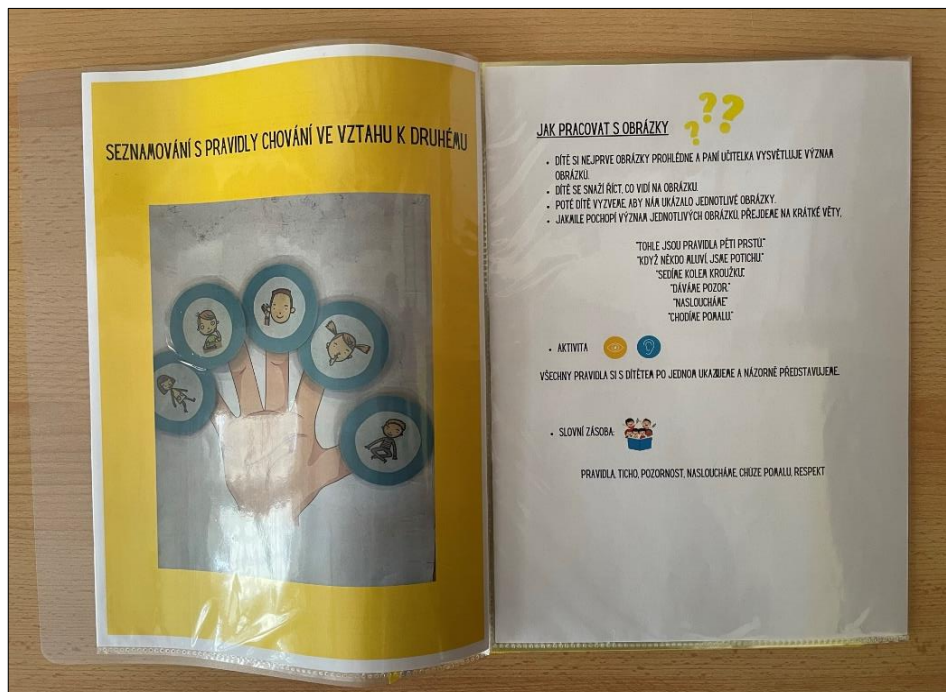 SEZNAMOVÁNÍ S PRAVIDLY CHOVÁNÍ VE VZTAHU K DRUHÉMU
JAK PRACOVAT S OBRÁZKY
???
• DÍTĚ SI NEJPRVE OBRÁZKY PROHLÉDNE A PANÍ UČITELKA VYSVĚTLUJE VÝZNAM
OBRÁZKŮ.
• DÍTĚ SE SNAŽÍ ŘÍCT, CO VIDÍ NA OBRÁZKU.
• POTÉ DÍTĚ VYZVEME, ABY NÁM UKÁZALO JEDNOTLIVÉ OBRÁZKY.
• JAKMILE POCHOPÍ VÝZNAM JEDNOTLIVÝCH OBRÁZKŮ, PŘEJDEME NA KRÁTKÉ VĚTY.
"TOHLE JSOU PRAVIDLA PĚTI PRSTŮ."
"KDYŽ NĚKDO MLUVÍ, JSME POTICHU."
"SEDÍME KOLEM KROUŽKU."
"DÁVÁME POZOR."
"NASLOUCHÁME"
"CHODÍME POMALU."
• AKTIVITA
VŠECHNY PRAVIDLA SI S DÍTĚTEM PO JEDNOM UKAZUJEME A NÁZORNĚ PŘEDSTAVUJEME.
• SLOVNÍ ZÁSOBA:
PRAVIDLA, TICHO, POZORNOST, NASLOUCHÁME, CHŮZE POMALU, RESPEKT